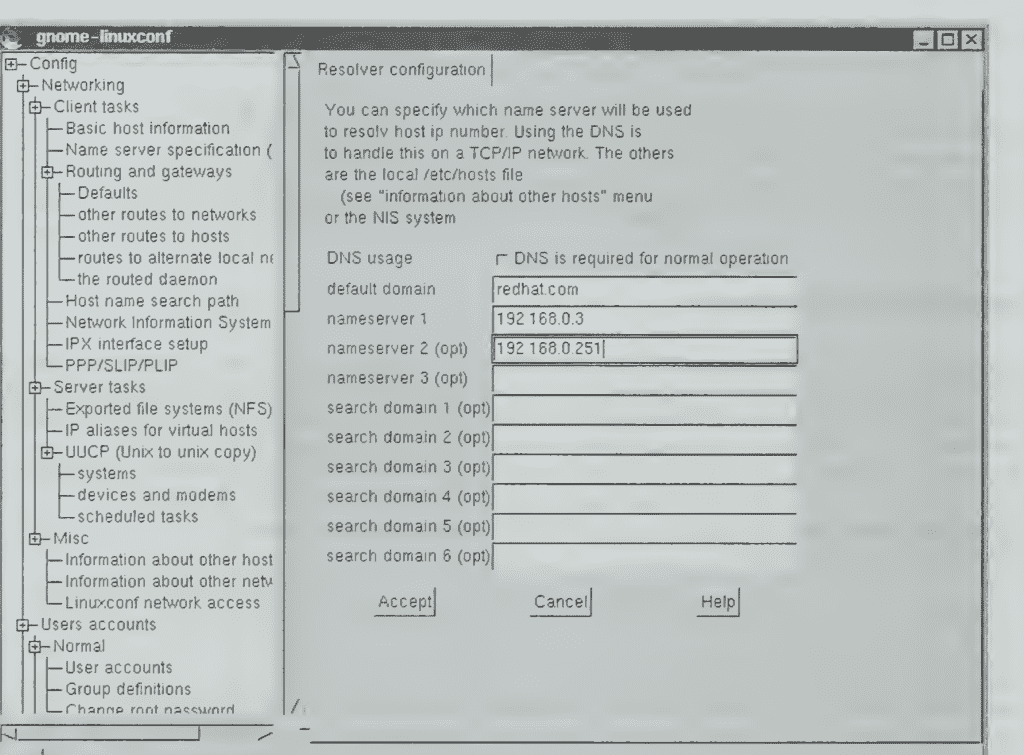 gnome-linuxconf
Config
Networking
Client tasks
Basic host information
Name server specification (
Routing and gateways
Defaults
other routes to networks
other routes to hosts
routes to alternate local ne
the routed daemon
Host name search path
Network Information System
IPX interface setup
PPP/SLIP/PLIP
Server tasks
Exported file systems (NFS)
IP aliases for virtual hosts
UUCP (Unix to unix copy)
systems
devices and modems
scheduled tasks
Misc
Information about other host
Information about other netw
Linuxconf network access
Users accounts
Normal
User accounts
Group definitions
Change root password
Resolver configuration
You can specify which name server will be used
to resolv host ip number. Using the DNS is
to handle this on a TCP/IP network. The others
are the local /etc/hosts file
(see "information about other hosts" menu
or the NIS system
DNS usage DNS is required for normal operation
default domain redhat.com
nameserver 1 192 168.0.3
nameserver 2 (opt) 192 168.0.251
nameserver 3 (opt)
search domain 1 (opt)
search domain 2 (opt)
search domain 3 (opt)
search domain 4 (opt)
search domain 5 (opt)
search domain 6 (opt)
Accept Cancel Help